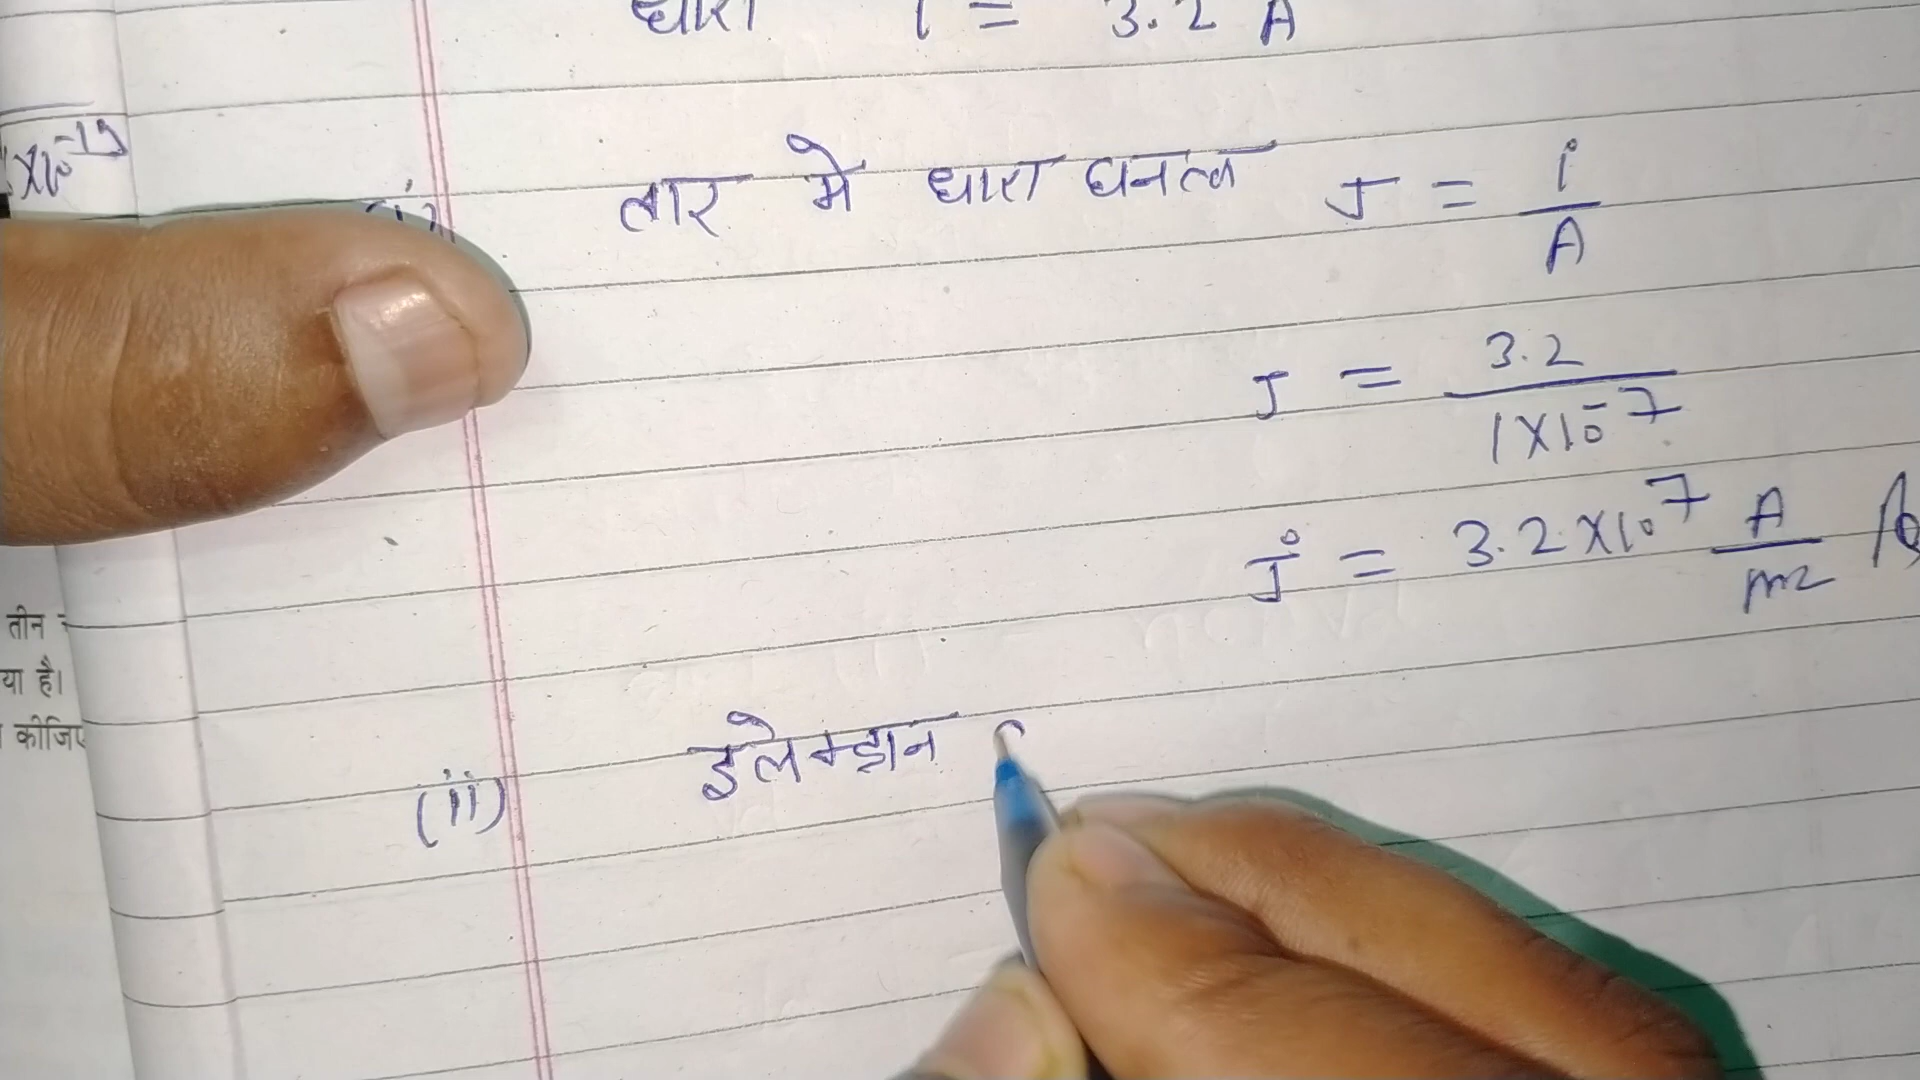 धारा i = 3.2 A
×10⁻¹⁹
तार में धारा घनत्व J = i/A
J = 3.2/1×10⁻⁷
J = 3.2×10⁷ A/m²
तीन
या है।
कीजिए
(ii) इलेक्ट्रान